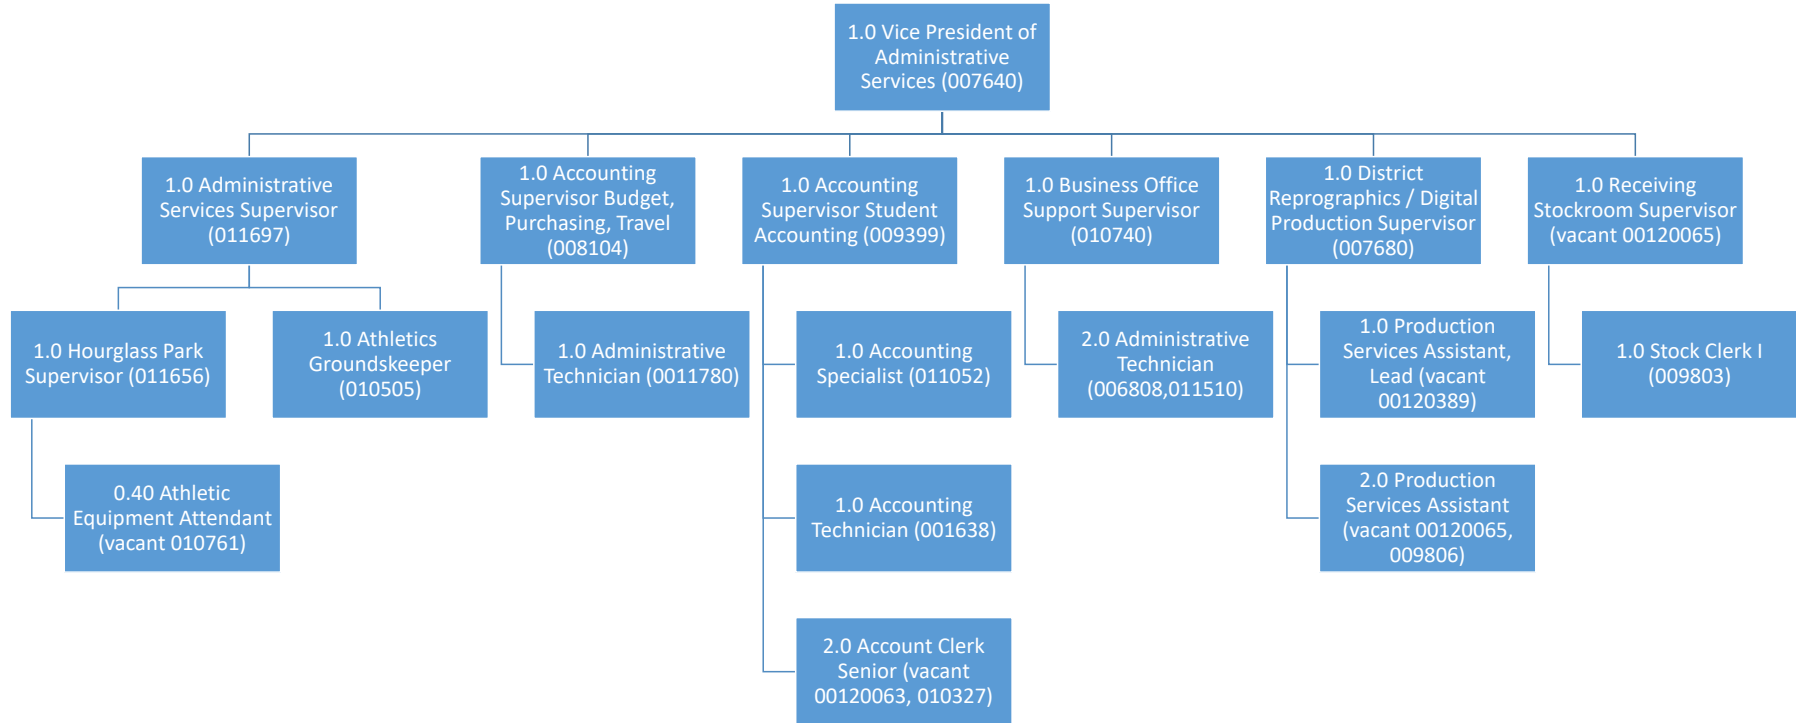 1.0 Vice President of
Administrative
Services (007640)
1.0 Administrative
Services Supervisor
(011697)
1.0 Accounting
Supervisor Budget,
Purchasing, Travel
(008104)
1.0 Accounting
Supervisor Student
Accounting (009399)
1.0 Business Office
Support Supervisor
(010740)
1.0 District
Reprographics / Digital
Production Supervisor
(007680)
1.0 Receiving
Stockroom Supervisor
(vacant 00120065)
1.0 Hourglass Park
Supervisor (011656)
1.0 Athletics
Groundskeeper
(010505)
1.0 Administrative
Technician (0011780)
1.0 Accounting
Specialist (011052)
2.0 Administrative
Technician
(006808,011510)
1.0 Production
Services Assistant,
Lead (vacant
00120389)
1.0 Stock Clerk I
(009803)
0.40 Athletic
Equipment Attendant
(vacant 010761)
1.0 Accounting
Technician (001638)
2.0 Production
Services Assistant
(vacant 00120065,
009806)
2.0 Account Clerk
Senior (vacant
00120063, 010327)